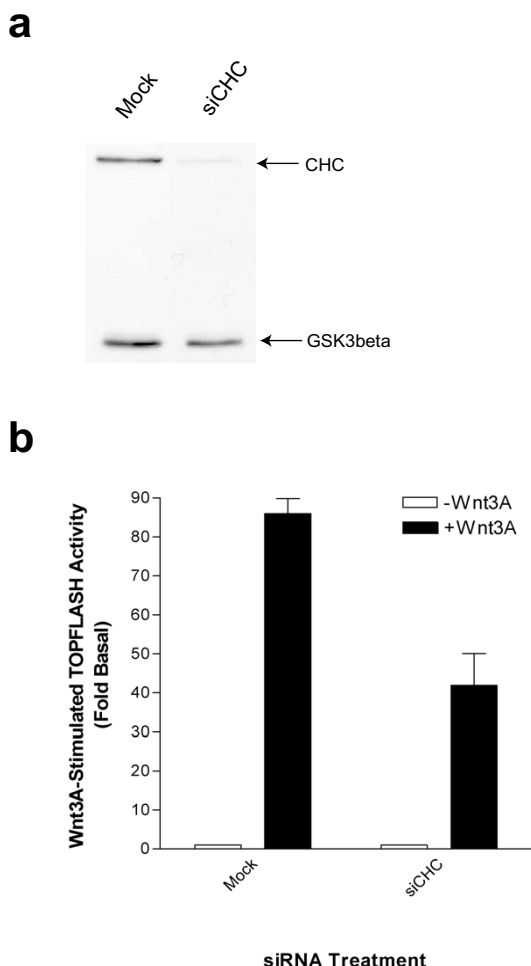 a
Mock
siCHC
CHC
GSK3beta
b
Wnt3A-Stimulated TOPFLASH Activity
(Fold Basal)
90
80
70
60
50
40
30
20
10
0
-Wnt3A
+Wnt3A
Mock
siCHC
siRNA Treatment